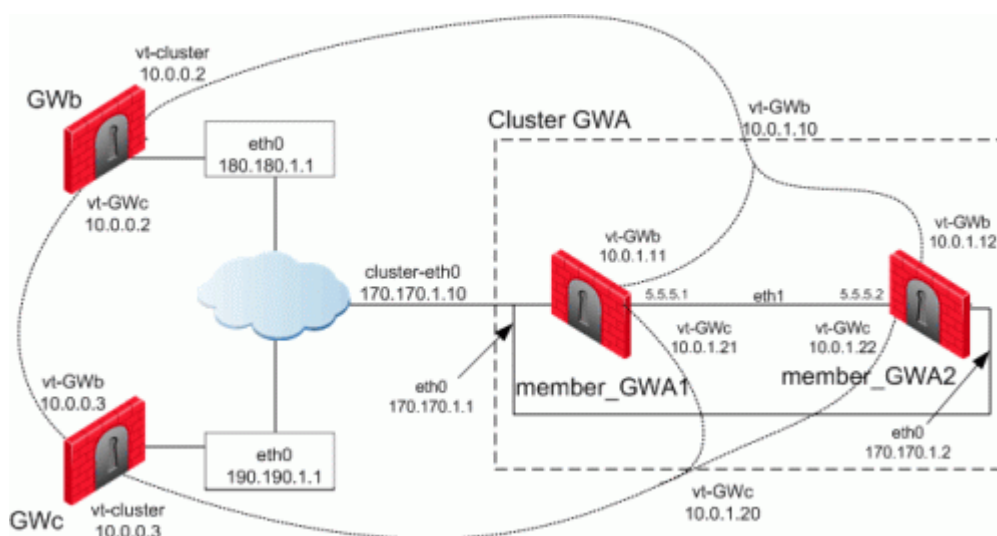 vt-cluster
10.0.0.2
GWb
eth0
180.180.1.1
vt-GWc
10.0.0.2
Cluster GWA
vt-GWb
10.0.1.10
vt-GWb
10.0.1.11
vt-GWb
10.0.1.12
cluster-eth0
170.170.1.10
5.5.5.1
eth1
5.5.5.2
vt-GWc
10.0.1.21
vt-GWc
10.0.1.22
member_GWA1
member_GWA2
eth0
170.170.1.1
eth0
170.170.1.2
vt-GWb
10.0.0.3
eth0
190.190.1.1
GWc
vt-cluster
10.0.0.3
vt-GWc
10.0.1.20